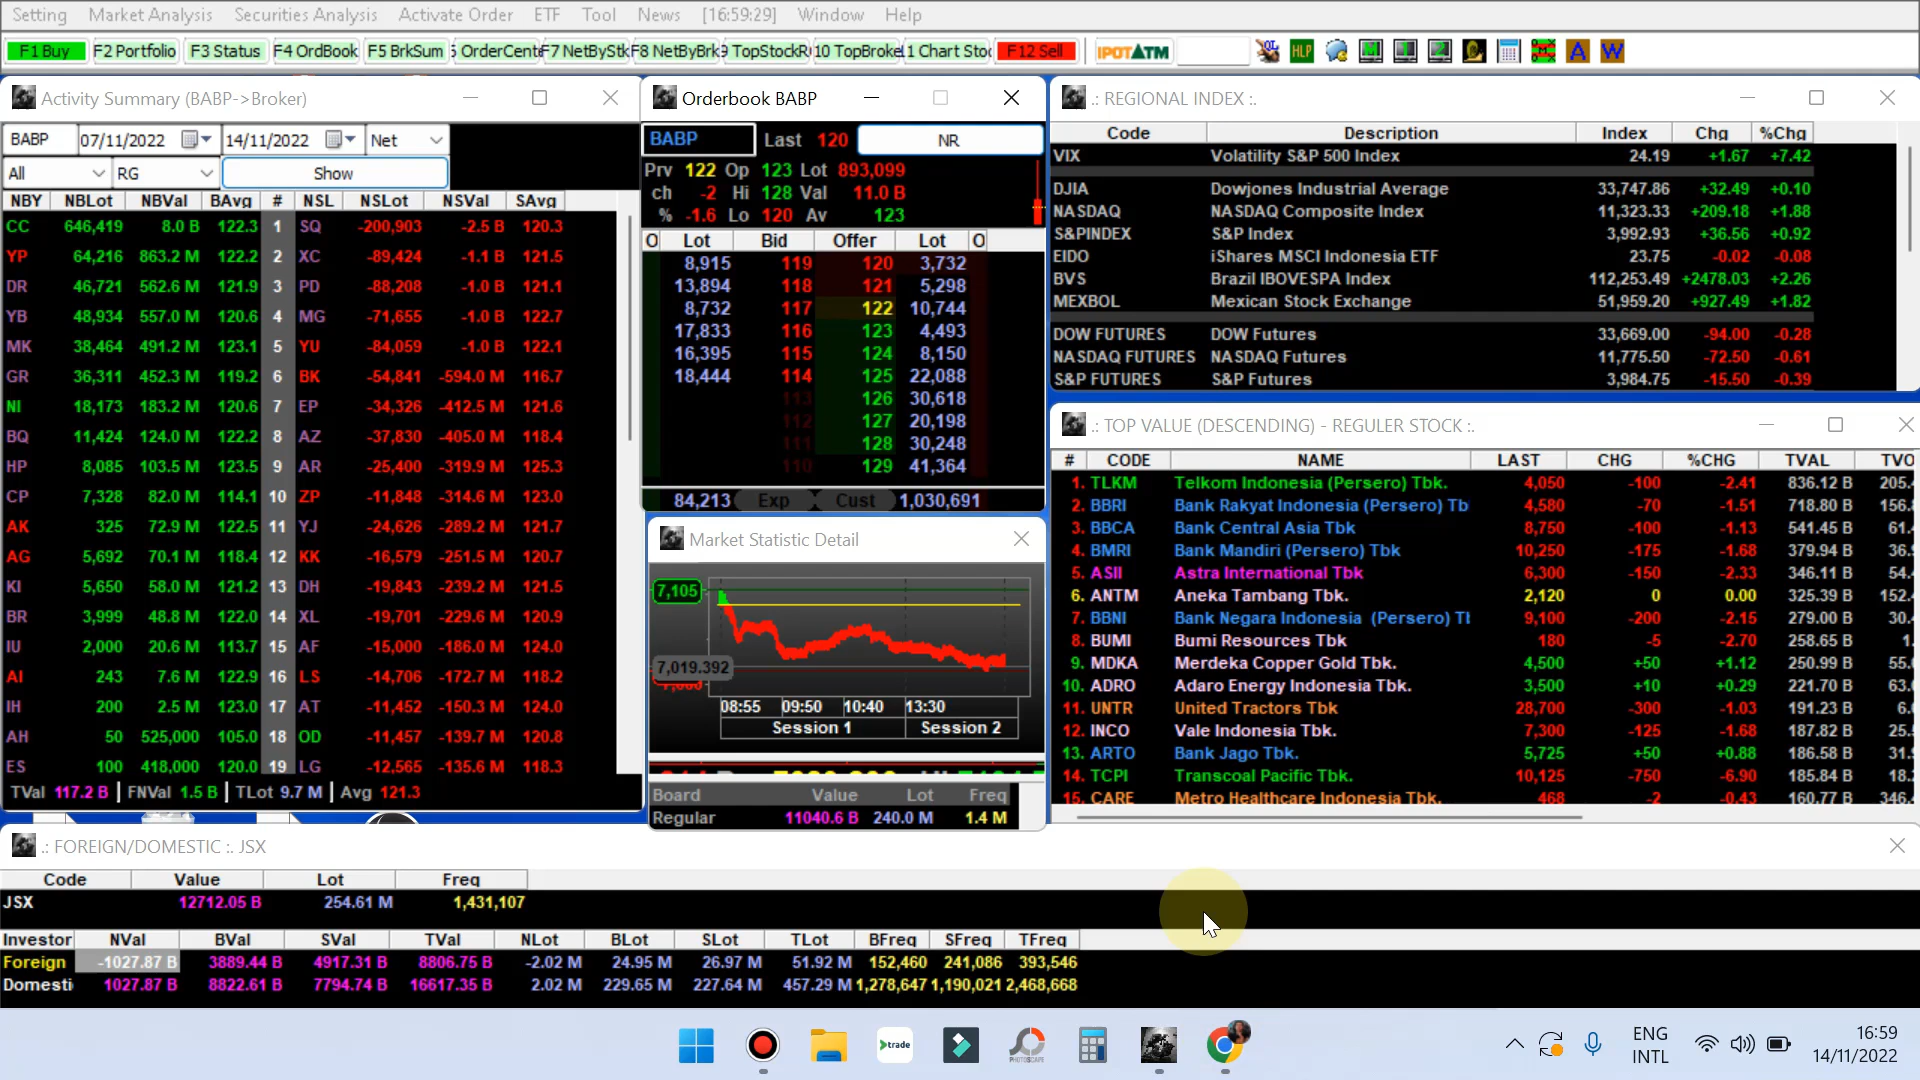 Setting Market Analysis Securities Analysis Activate Order ETF Tool News [16:59:29] Window Help
F1 Buy F2 Portfolio F3 Status F4 OrdBook F5 BrkSum OrderCent F7 NetByStk F8 NetByBrk TopStock 10 TopBroke 1 Chart Sto F12 Sell IPOTATM HLP A W
Activity Summary (BABP->Broker)
BABP 07/11/2022 14/11/2022 Net
All RG Show
NBY NBLot NBVal BAvg # NSL NSLot NSVal SAvg
CC 646,419 8.0 B 122.3 1 SQ -200,903 -2.5 B 120.3
YP 64,216 863.2 M 122.2 2 XC -89,424 -1.1 B 121.5
DR 46,721 562.6 M 121.9 3 PD -88,208 -1.0 B 121.1
YB 48,934 557.0 M 120.6 4 MG -71,655 -1.0 B 122.7
MK 38,464 491.2 M 123.1 5 YU -84,059 -1.0 B 122.1
GR 36,311 452.3 M 119.2 6 BK -54,841 -594.0 M 116.7
NI 18,173 183.2 M 120.6 7 EP -34,326 -412.5 M 121.6
BQ 11,424 124.0 M 122.2 8 AZ -37,830 -405.0 M 118.4
HP 8,085 103.5 M 123.5 9 AR -25,400 -319.9 M 125.3
CP 7,328 82.0 M 114.1 10 ZP -11,848 -314.6 M 123.0
AK 325 72.9 M 122.5 11 YJ -24,626 -289.2 M 121.7
AG 5,692 70.1 M 118.4 12 KK -16,579 -251.5 M 120.7
KI 5,650 58.0 M 121.2 13 DH -19,843 -239.2 M 121.5
BR 3,999 48.8 M 122.0 14 XL -19,701 -229.6 M 120.9
IU 2,000 20.6 M 113.7 15 AF -15,000 -186.0 M 124.0
AI 243 7.6 M 122.9 16 LS -14,706 -172.7 M 118.2
IH 200 2.5 M 123.0 17 AT -11,452 -150.3 M 124.0
AH 50 525,000 105.0 18 OD -11,457 -139.7 M 120.8
ES 100 418,000 120.0 19 LG -12,565 -135.6 M 118.3
TVal 117.2 B | FNVal 1.5 B | TLot 9.7 M | Avg 121.3
Orderbook BABP
BABP Last 120 NR
Prv 122 Op 123 Lot 893,099
ch -2 Hi 128 Val 11.0 B
% -1.6 Lo 120 Av 123
O Lot Bid Offer Lot O
8,915 119 120 3,732
13,894 118 121 5,298
8,732 117 122 10,744
17,833 116 123 4,493
16,395 115 124 8,150
18,444 114 125 22,088
113 126 30,618
112 127 20,198
111 128 30,248
110 129 41,364
84,213 Exp Cust 1,030,691
Market Statistic Detail
7,105
7,019.392
08:55 09:50 10:40 13:30
Session 1 Session 2
Board Value Lot Freq
Regular 11040.6 B 240.0 M 1.4 M
.: REGIONAL INDEX :.
Code Description Index Chg %Chg
VIX Volatility S&P 500 Index 24.19 +1.67 +7.42
DJIA Dowjones Industrial Average 33,747.86 +32.49 +0.10
NASDAQ NASDAQ Composite Index 11,323.33 +209.18 +1.88
S&PINDEX S&P Index 3,992.93 +36.56 +0.92
EIDO iShares MSCI Indonesia ETF 23.75 -0.02 -0.08
BVS Brazil IBOVESPA Index 112,253.49 +2478.03 +2.26
MEXBOL Mexican Stock Exchange 51,959.20 +927.49 +1.82
DOW FUTURES DOW Futures 33,669.00 -94.00 -0.28
NASDAQ FUTURES NASDAQ Futures 11,775.50 -72.50 -0.61
S&P FUTURES S&P Futures 3,984.75 -15.50 -0.39
.: TOP VALUE (DESCENDING) - REGULER STOCK :.
# CODE NAME LAST CHG %CHG TVAL TVO
1. TLKM Telkom Indonesia (Persero) Tbk. 4,050 -100 -2.41 836.12 B 205.
2. BBRI Bank Rakyat Indonesia (Persero) Tb 4,580 -70 -1.51 718.80 B 156.
3. BBCA Bank Central Asia Tbk 8,750 -100 -1.13 541.45 B 61.
4. BMRI Bank Mandiri (Persero) Tbk 10,250 -175 -1.68 379.94 B 36.
5. ASII Astra International Tbk 6,300 -150 -2.33 346.11 B 54.
6. ANTM Aneka Tambang Tbk. 2,120 0 0.00 325.39 B 152.
7. BBNI Bank Negara Indonesia (Persero) Tl 9,100 -200 -2.15 279.00 B 30.
8. BUMI Bumi Resources Tbk 180 -5 -2.70 258.65 B 1.
9. MDKA Merdeka Copper Gold Tbk. 4,500 +50 +1.12 250.99 B 55.
10. ADRO Adaro Energy Indonesia Tbk. 3,500 +10 +0.29 221.70 B 63.
11. UNTR United Tractors Tbk 28,700 -300 -1.03 191.23 B 6.
12. INCO Vale Indonesia Tbk. 7,300 -125 -1.68 187.82 B 25.
13. ARTO Bank Jago Tbk. 5,725 +50 +0.88 186.58 B 31.
14. TCPI Transcoal Pacific Tbk. 10,125 -750 -6.90 185.84 B 18.
15. CARE Metro Healthcare Indonesia Tbk. 468 -2 -0.43 160.77 B 346.
.: FOREIGN/DOMESTIC :. JSX
Code Value Lot Freq
JSX 12712.05 B 254.61 M 1,431,107
Investor NVal BVal SVal TVal NLot BLot SLot TLot BFreq SFreq TFreq
Foreign -1027.87 B 3889.44 B 4917.31 B 8806.75 B -2.02 M 24.95 M 26.97 M 51.92 M 152,460 241,086 393,546
Domesti 1027.87 B 8822.61 B 7794.74 B 16617.35 B 2.02 M 229.65 M 227.64 M 457.29 M 1,278,647 1,190,021 2,468,668
trade PHOTOSCAPE
ENG INTL
16:59
14/11/2022